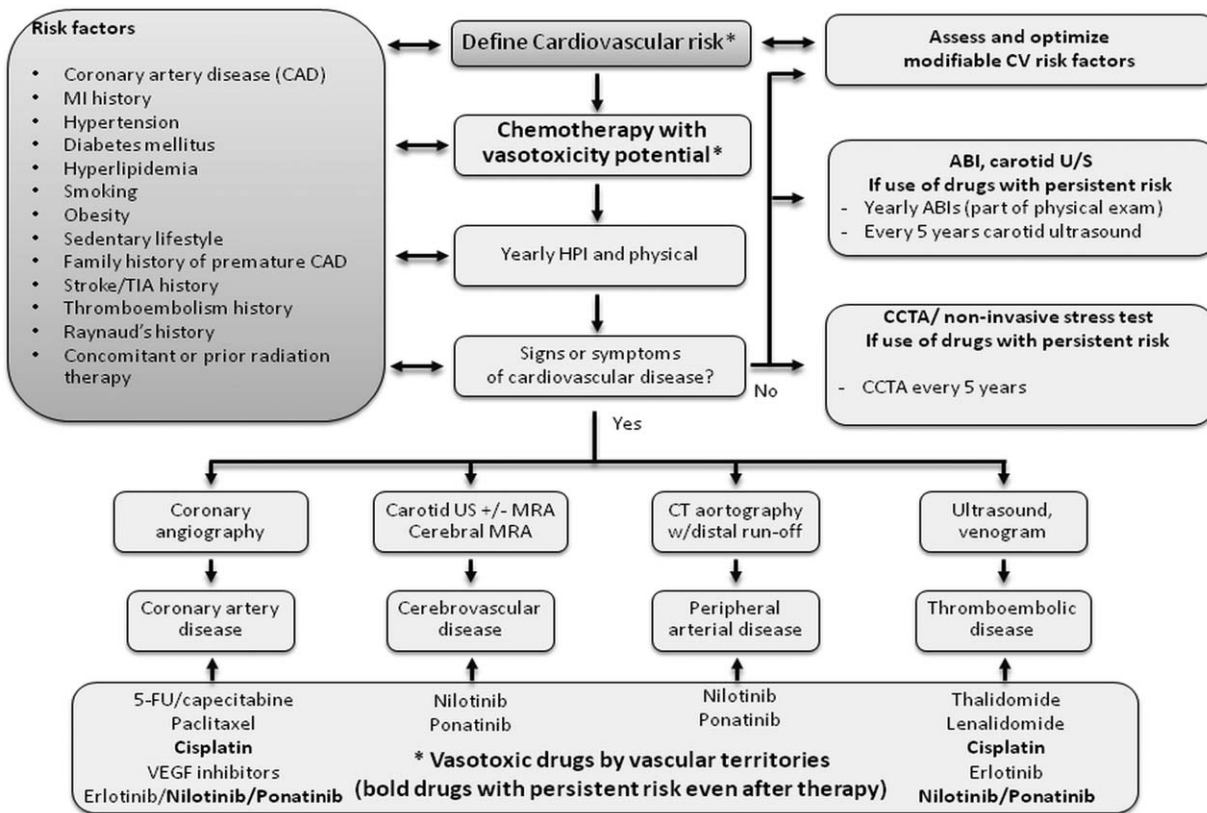 Risk factors
• Coronary artery disease (CAD)
• MI history
• Hypertension
• Diabetes mellitus
• Hyperlipidemia
• Smoking
• Obesity
• Sedentary lifestyle
• Family history of premature CAD
• Stroke/TIA history
• Thromboembolism history
• Raynaud's history
• Concomitant or prior radiation
therapy
Define Cardiovascular risk*
Chemotherapy with
vasotoxicity potential*
Yearly HPI and physical
Signs or symptoms
of cardiovascular disease?
No
Yes
Assess and optimize
modifiable CV risk factors
ABI, carotid U/S
If use of drugs with persistent risk
- Yearly ABIs (part of physical exam)
- Every 5 years carotid ultrasound
CCTA/ non-invasive stress test
If use of drugs with persistent risk
- CCTA every 5 years
Coronary
angiography
Carotid US +/- MRA
Cerebral MRA
CT aortography
w/distal run-off
Ultrasound,
venogram
Coronary artery
disease
Cerebrovascular
disease
Peripheral
arterial disease
Thromboembolic
disease
5-FU/capecitabine
Paclitaxel
Cisplatin
VEGF inhibitors
Erlotinib/Nilotinib/Ponatinib
Nilotinib
Ponatinib
Nilotinib
Ponatinib
Thalidomide
Lenalidomide
Cisplatin
Erlotinib
Nilotinib/Ponatinib
* Vasotoxic drugs by vascular territories
(bold drugs with persistent risk even after therapy)